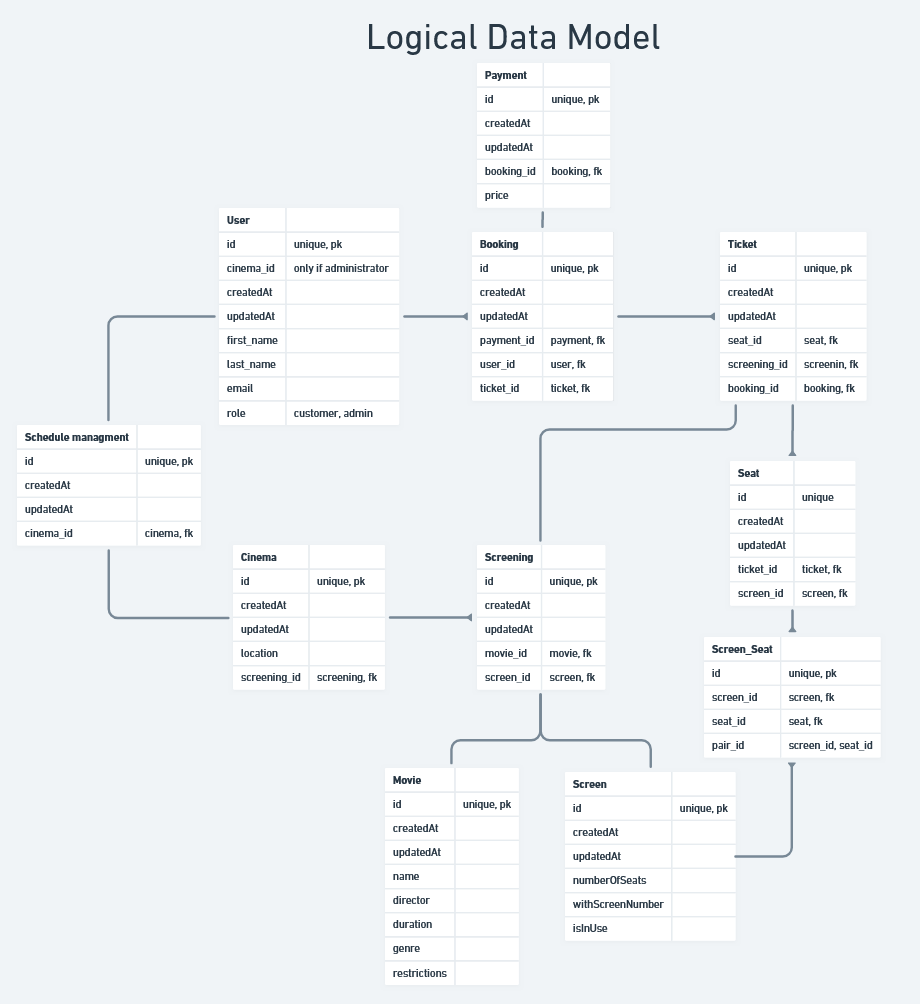 Logical Data Model
Payment
id unique, pk
createdAt
updatedAt
booking_id booking, fk
price
User
id unique, pk
cinema_id only if administrator
createdAt
updatedAt
first_name
last_name
email
role customer, admin
Booking
id unique, pk
createdAt
updatedAt
payment_id payment, fk
user_id user, fk
ticket_id ticket, fk
Ticket
id unique, pk
createdAt
updatedAt
seat_id seat, fk
screening_id screenin, fk
booking_id booking, fk
Schedule managment
id unique, pk
createdAt
updatedAt
cinema_id cinema, fk
Cinema
id unique, pk
createdAt
updatedAt
location
screening_id screening, fk
Screening
id unique, pk
createdAt
updatedAt
movie_id movie, fk
screen_id screen, fk
Seat
id unique
createdAt
updatedAt
ticket_id ticket, fk
screen_id screen, fk
Screen_Seat
id unique, pk
screen_id screen, fk
seat_id seat, fk
pair_id screen_id, seat_id
Movie
id unique, pk
createdAt
updatedAt
name
director
duration
genre
restrictions
Screen
id unique, pk
createdAt
updatedAt
numberOfSeats
withScreenNumber
isInUse